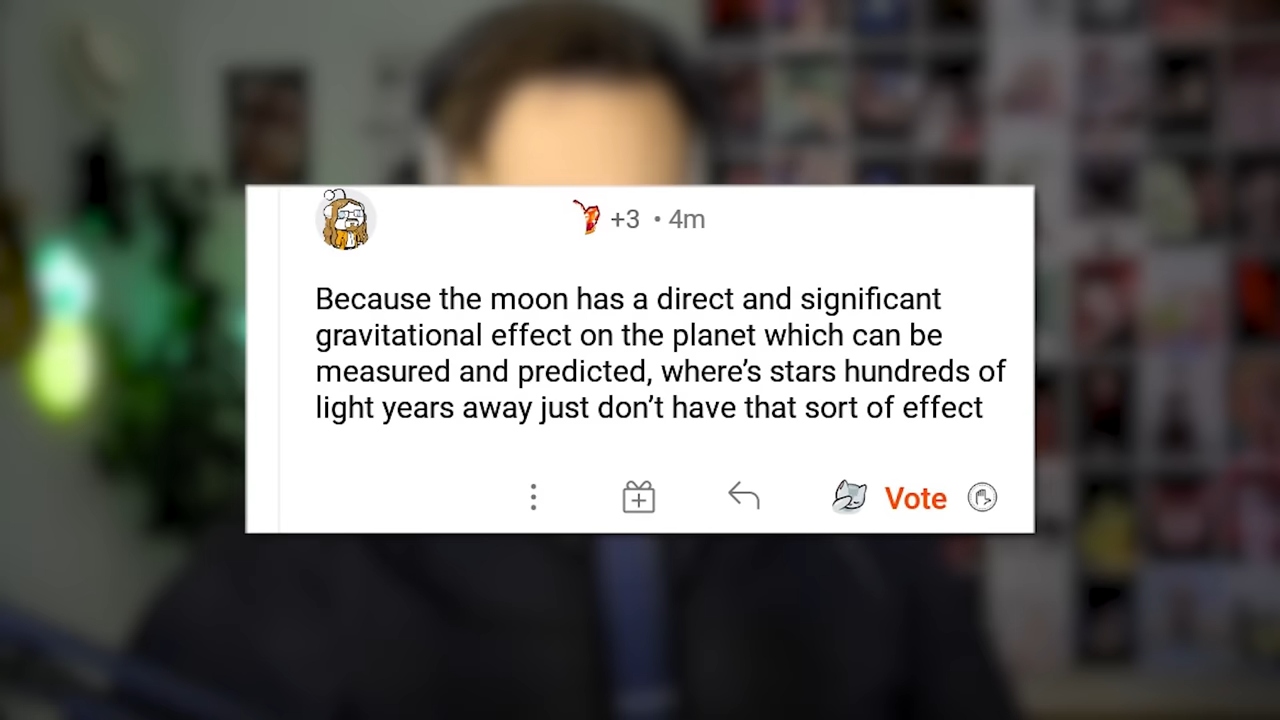 +3 • 4m
Because the moon has a direct and significant
gravitational effect on the planet which can be
measured and predicted, where’s stars hundreds of
light years away just don’t have that sort of effect
Vote